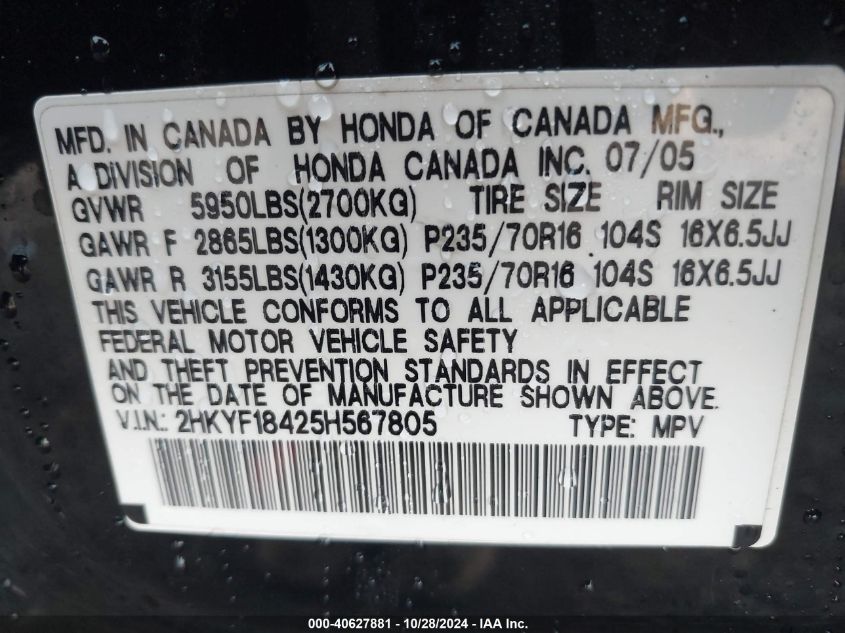 MFD. IN CANADA BY HONDA OF CANADA MFG.,
A DIVISION OF HONDA CANADA INC. 07/05
GVWR 5950LBS(2700KG) TIRE SIZE RIM SIZE
GAWR F 2865LBS(1300KG) P235/70R16 104S 16X6.5JJ
GAWR R 3155LBS(1430KG) P235/70R16 104S 16X6.5JJ
THIS VEHICLE CONFORMS TO ALL APPLICABLE
FEDERAL MOTOR VEHICLE SAFETY
AND THEFT PREVENTION STANDARDS IN EFFECT
ON THE DATE OF MANUFACTURE SHOWN ABOVE.
V.I.N.: 2HKYF18425H567805 TYPE: MPV
000-40627881 - 10/28/2024 - IAA Inc.